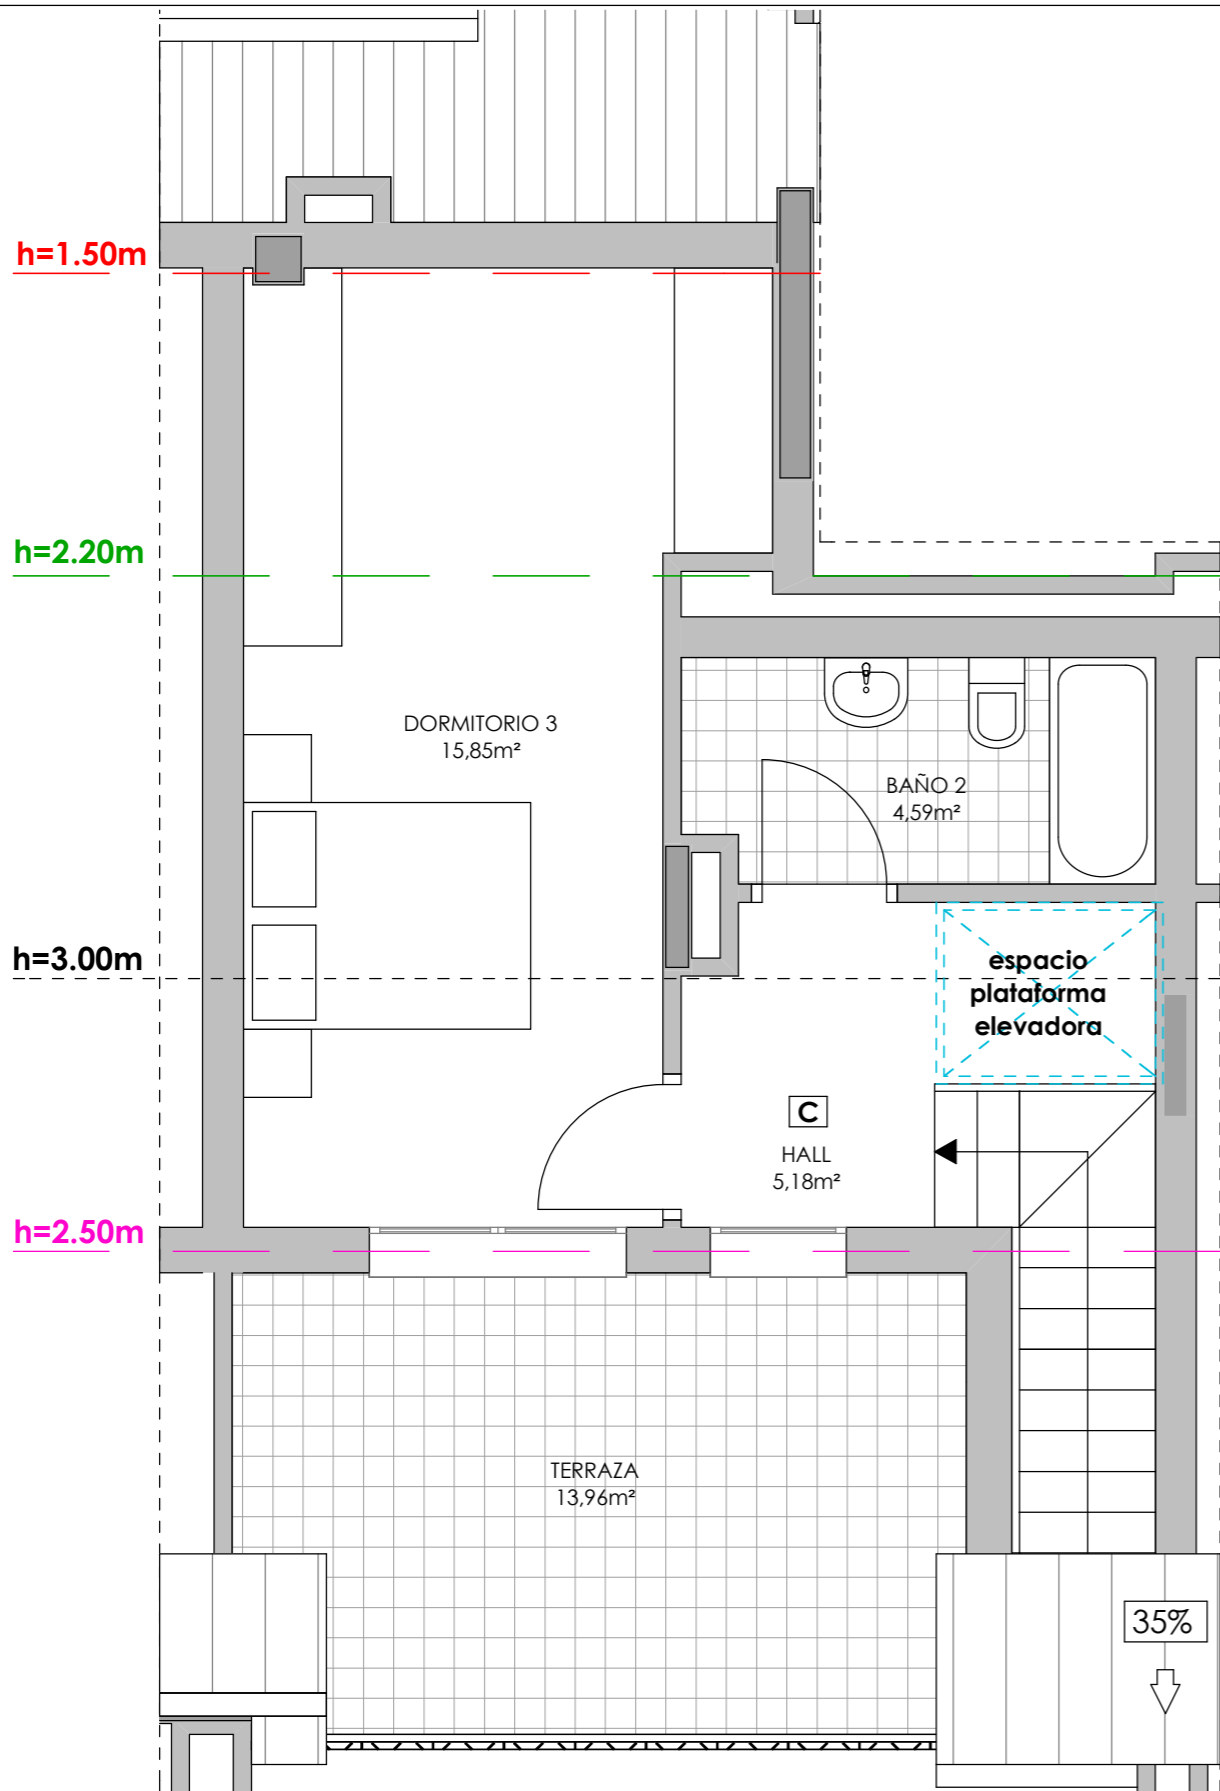 h=1.50m
h=2.20m
DORMITORIO 3
15,85m²
BAÑO 2
4,59m²
h=3.00m
espacio
plataforma
elevadora
C
HALL
5,18m²
h=2.50m
TERRAZA
13,96m²
35%